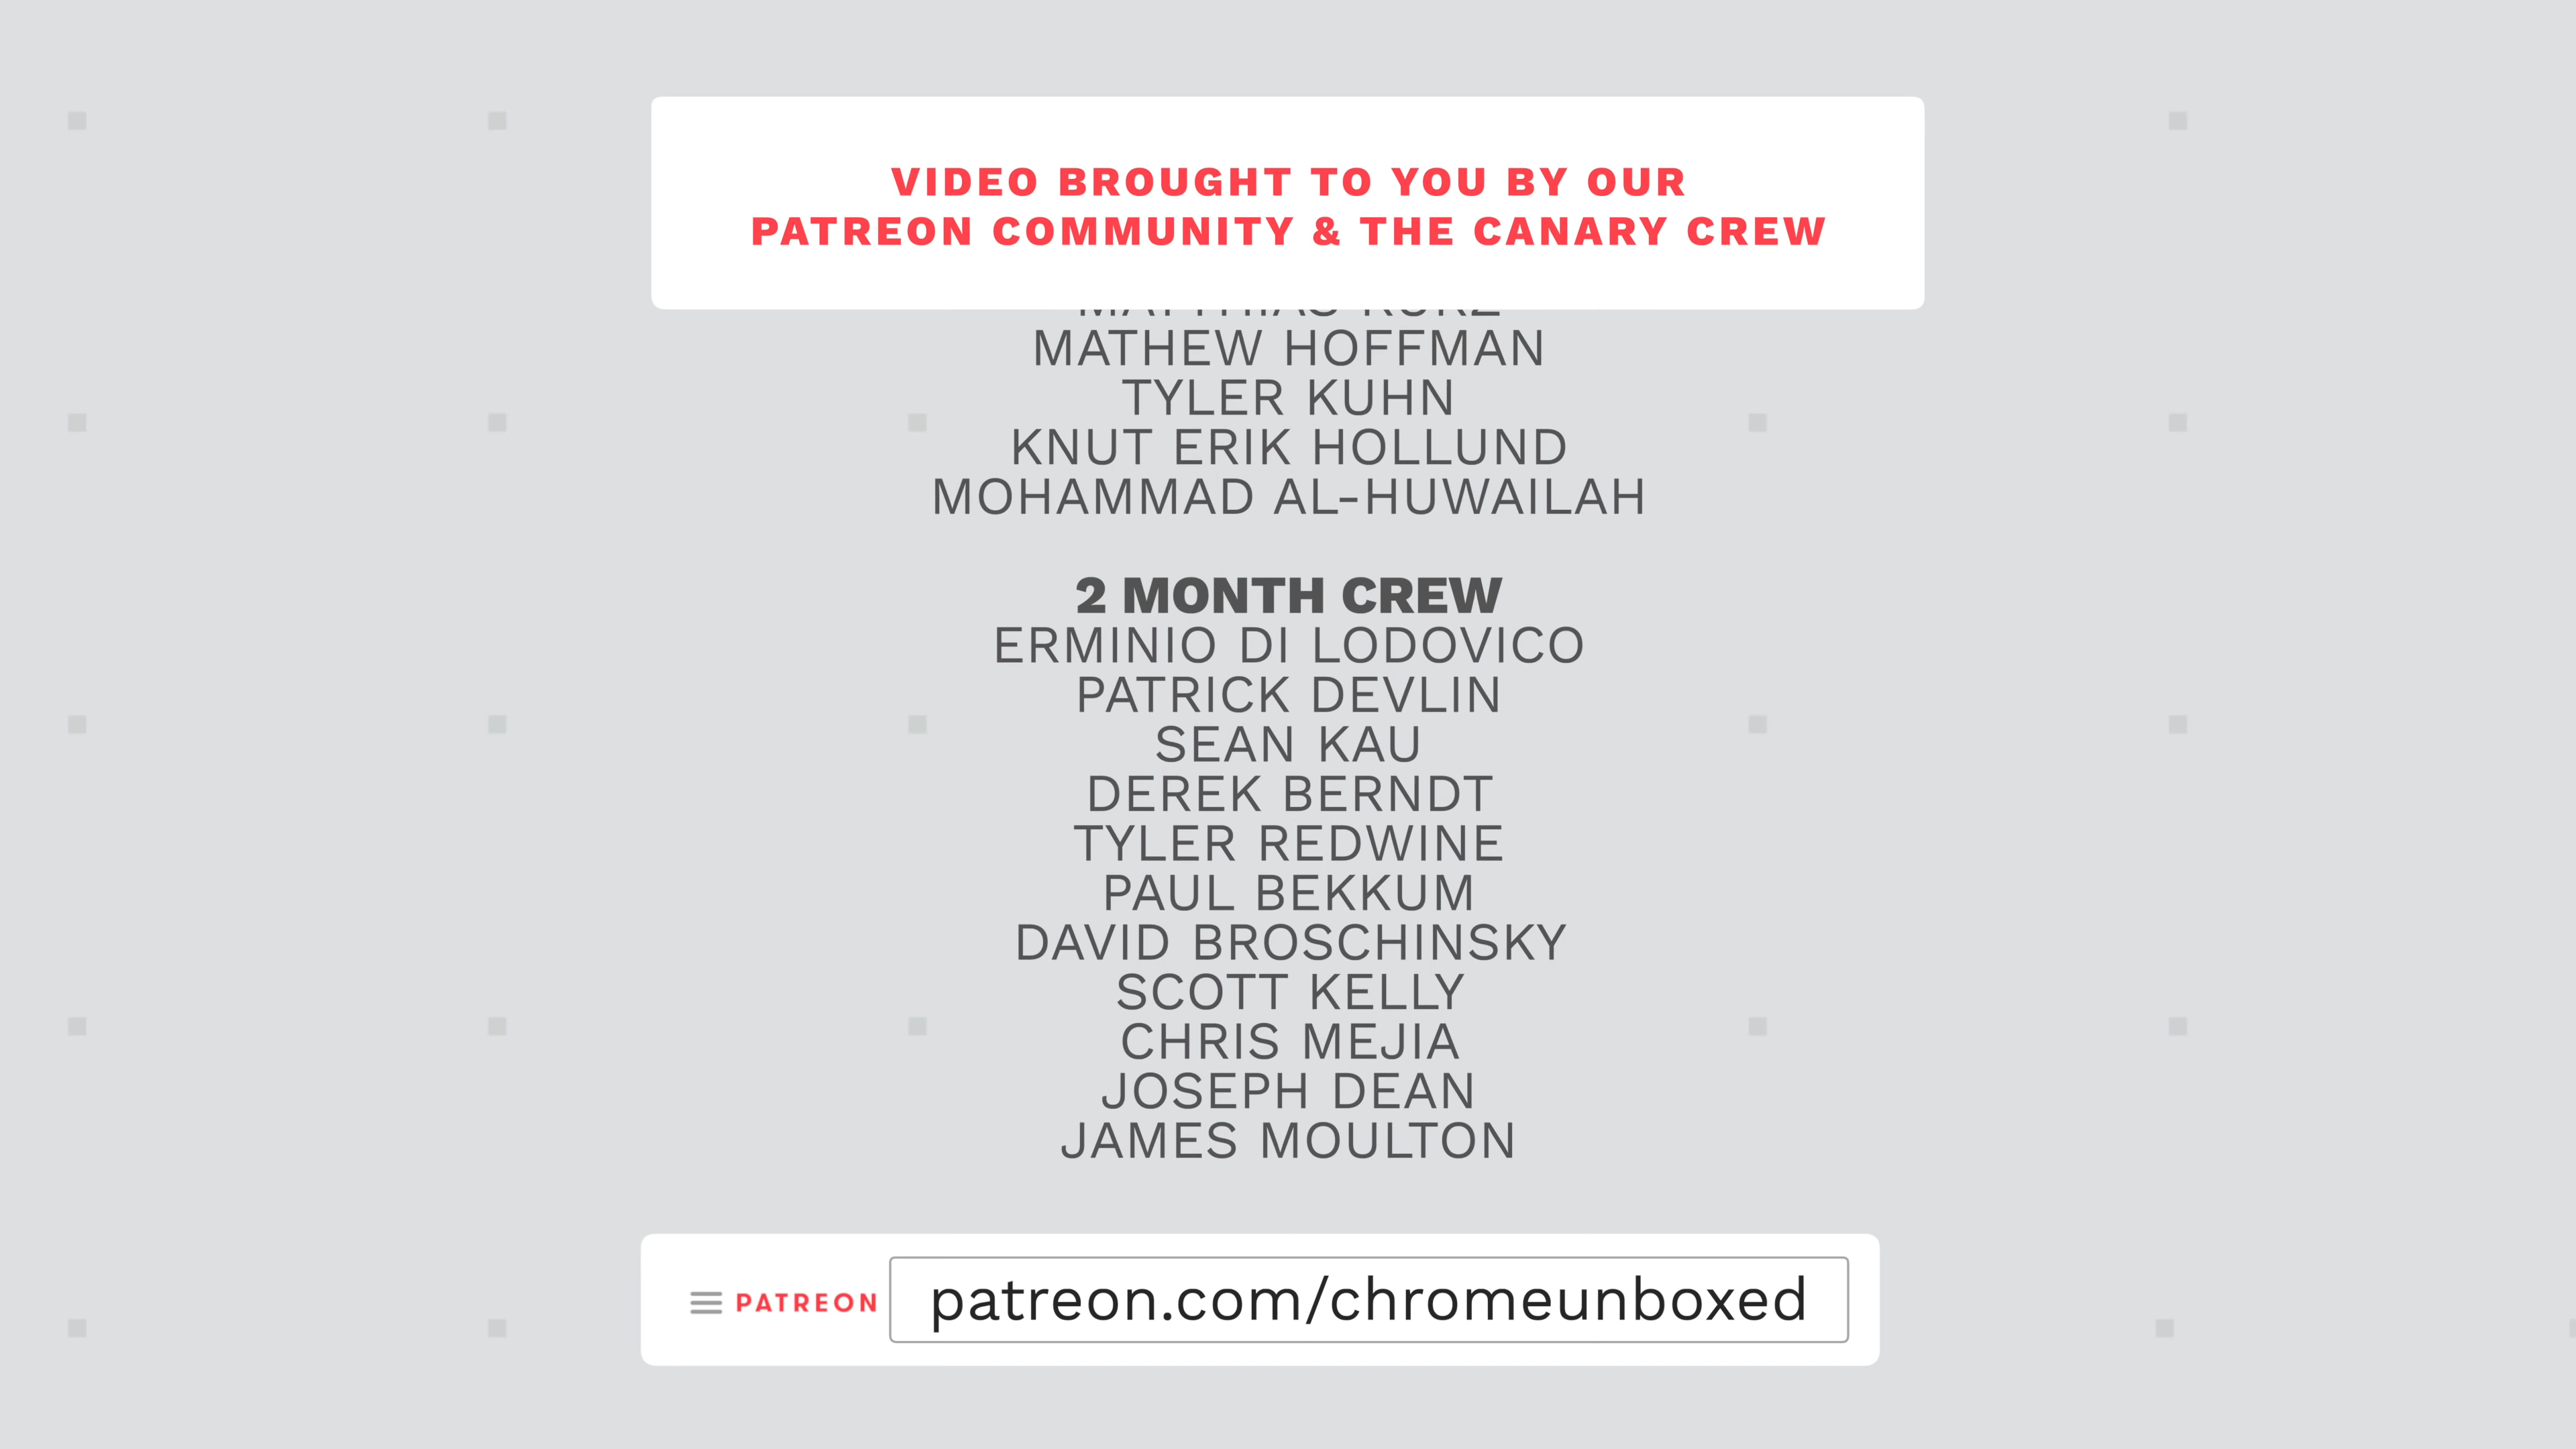 VIDEO BROUGHT TO YOU BY OUR
PATREON COMMUNITY & THE CANARY CREW
MATHEW HOFFMAN
TYLER KUHN
KNUT ERIK HOLLUND
MOHAMMAD AL-HUWAILAH
2 MONTH CREW
ERMINIO DI LODOVICO
PATRICK DEVLIN
SEAN KAU
DEREK BERNDT
TYLER REDWINE
PAUL BEKKUM
DAVID BROSCHINSKY
SCOTT KELLY
CHRIS MEJIA
JOSEPH DEAN
JAMES MOULTON
PATREON patreon.com/chromeunboxed